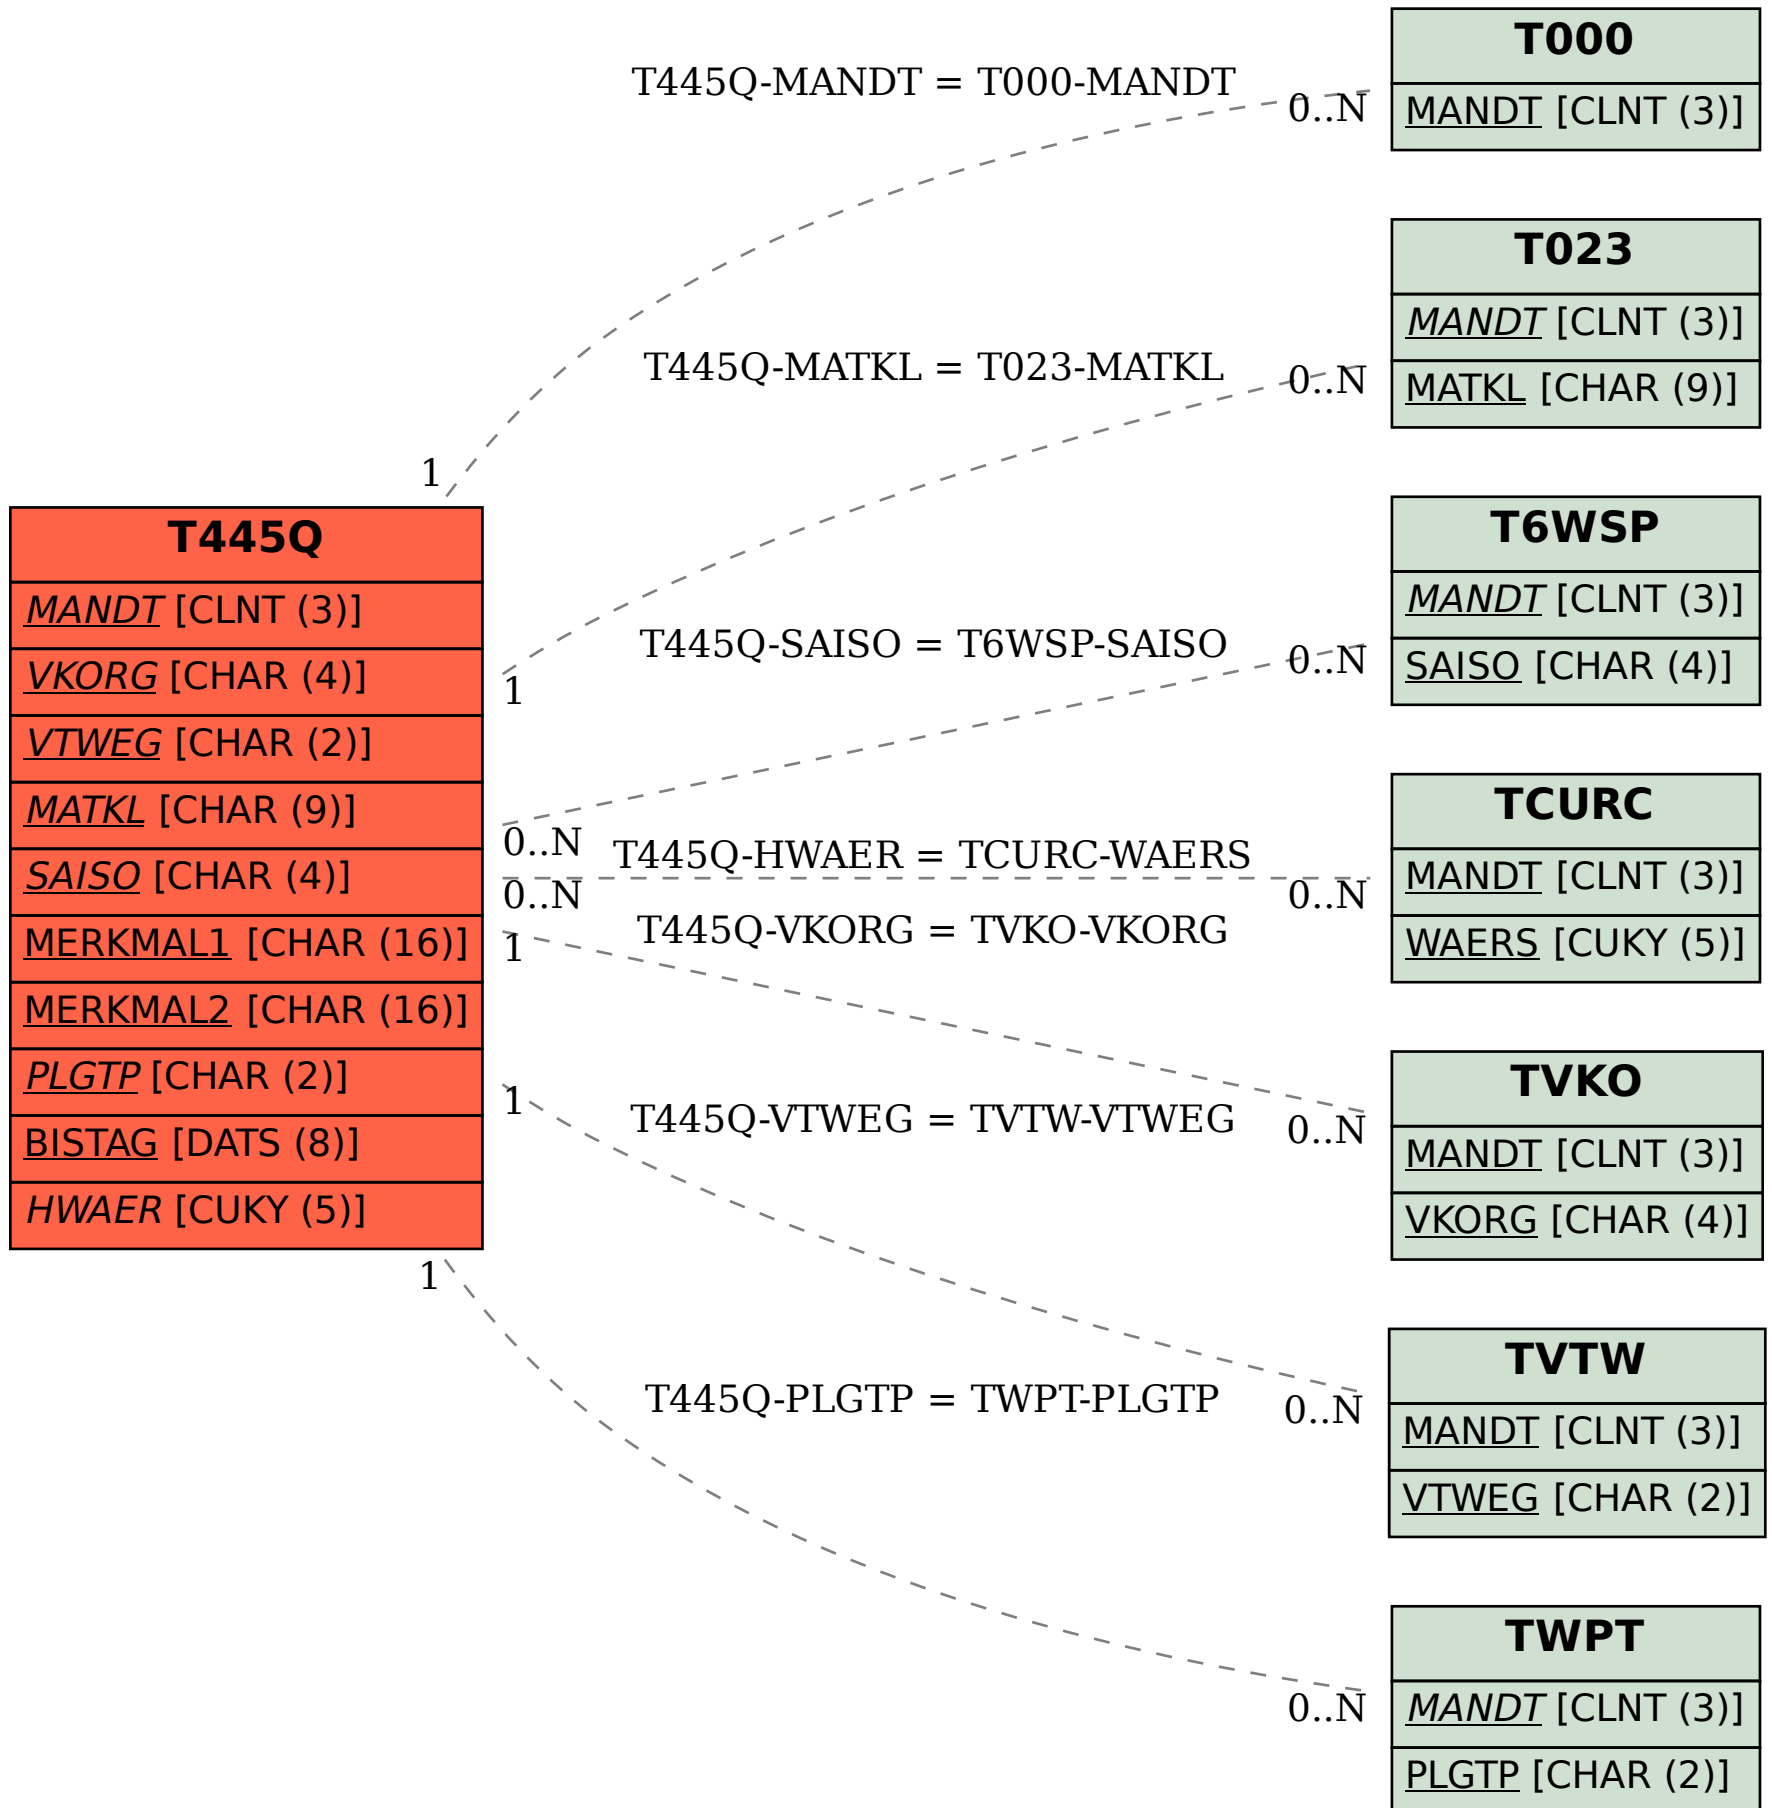 T445Q
MANDT [CLNT (3)]
VKORG [CHAR (4)]
VTWEG [CHAR (2)]
MATKL [CHAR (9)]
SAISO [CHAR (4)]
MERKMAL1 [CHAR (16)]
MERKMAL2 [CHAR (16)]
PLGTP [CHAR (2)]
BISTAG [DATS (8)]
HWAER [CUKY (5)]
T445Q-MANDT = T000-MANDT
0..N
1
T445Q-MATKL = T023-MATKL
0..N
1
T445Q-SAISO = T6WSP-SAISO
0..N
0..N
T445Q-HWAER = TCURC-WAERS
0..N
0..N
T445Q-VKORG = TVKO-VKORG
1
0..N
T445Q-VTWEG = TVTW-VTWEG
1
0..N
T445Q-PLGTP = TWPT-PLGTP
1
0..N
T000
MANDT [CLNT (3)]
T023
MANDT [CLNT (3)]
MATKL [CHAR (9)]
T6WSP
MANDT [CLNT (3)]
SAISO [CHAR (4)]
TCURC
MANDT [CLNT (3)]
WAERS [CUKY (5)]
TVKO
MANDT [CLNT (3)]
VKORG [CHAR (4)]
TVTW
MANDT [CLNT (3)]
VTWEG [CHAR (2)]
TWPT
MANDT [CLNT (3)]
PLGTP [CHAR (2)]